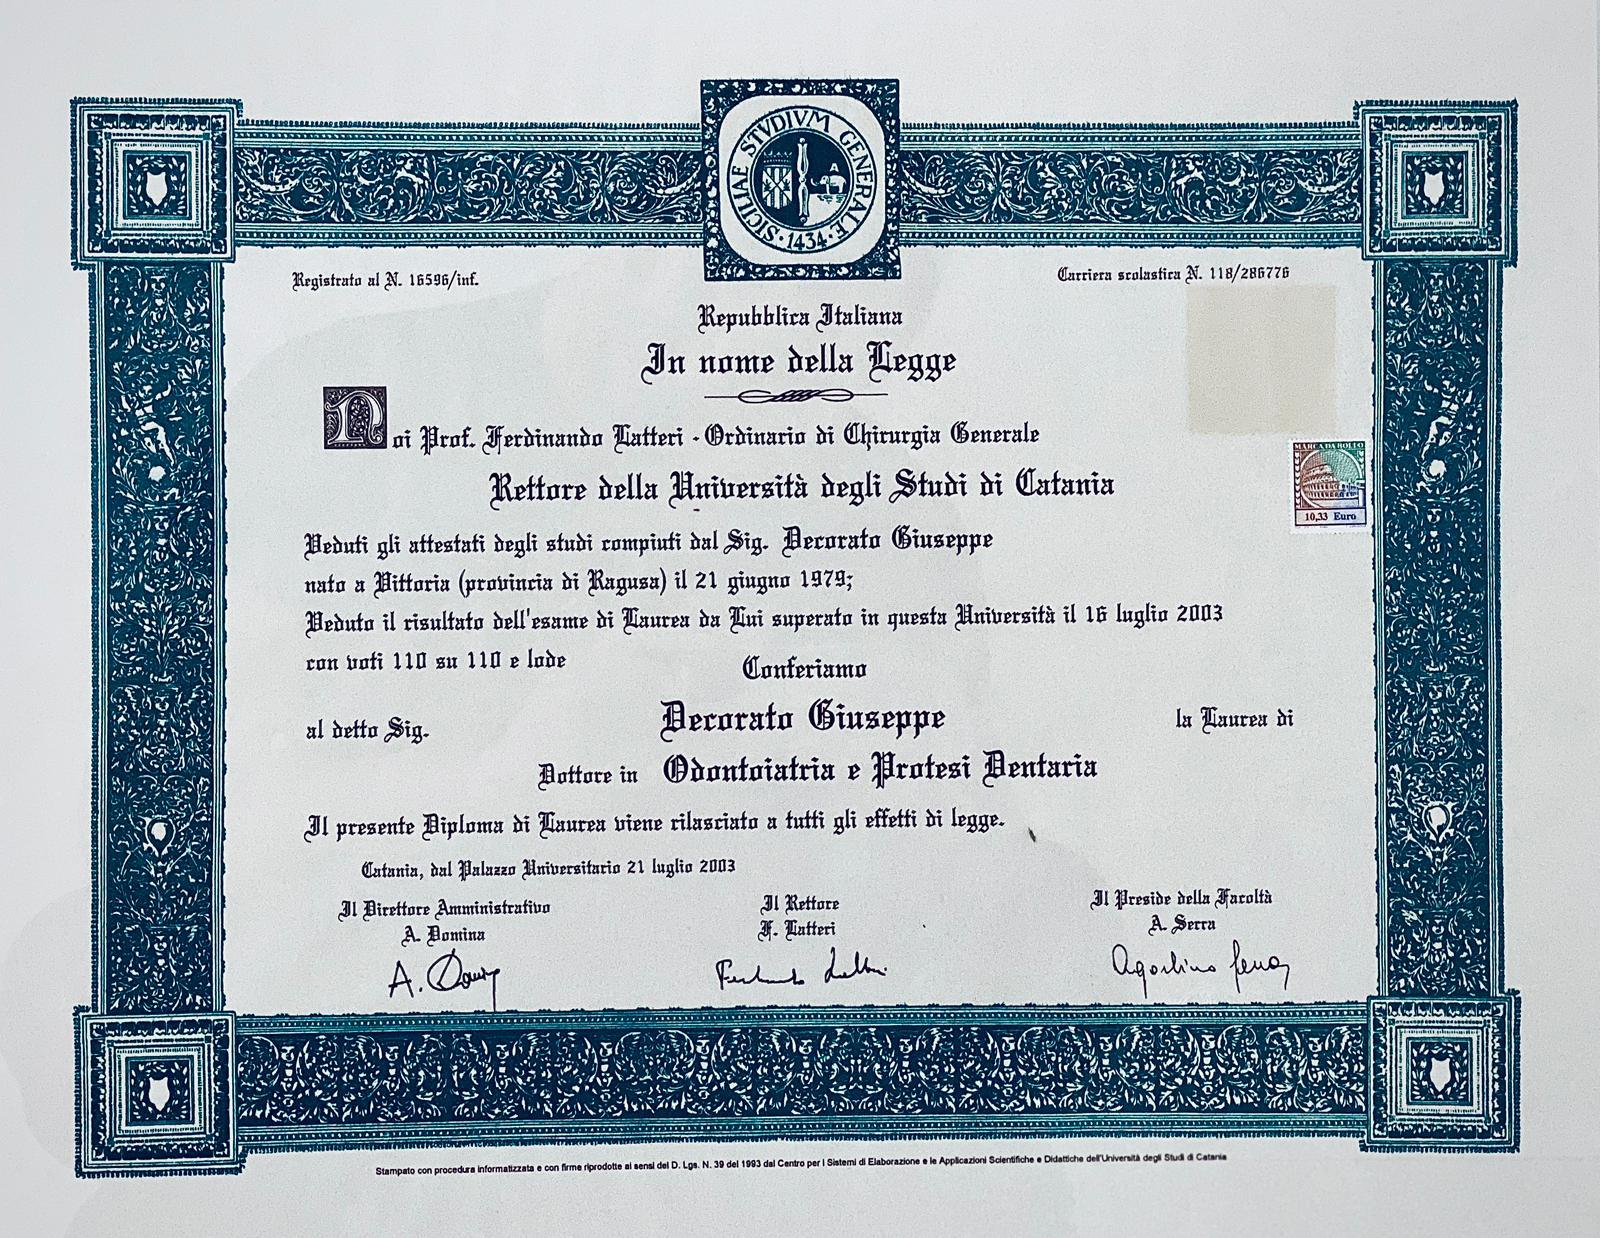 SICILIAE STVDIVM GENERALE · 1434 ·
Registrato al N. 16596/inf.
Carriera scolastica N. 118/286776
Repubblica Italiana
In nome della Legge
Noi Prof. Ferdinando Latteri - Ordinario di Chirurgia Generale
MARCA DA BOLLO
10,33 Euro
Rettore della Università degli Studi di Catania
Veduti gli attestati degli studi compiuti dal Sig. Decorato Giuseppe
nato a Vittoria (provincia di Ragusa) il 21 giugno 1979;
Veduto il risultato dell'esame di Laurea da Lui superato in questa Università il 16 luglio 2003
con voti 110 su 110 e lode
Conferiamo
al detto Sig. Decorato Giuseppe la Laurea di
Dottore in Odontoiatria e Protesi Dentaria
Il presente Diploma di Laurea viene rilasciato a tutti gli effetti di legge.
Catania, dal Palazzo Universitario 21 luglio 2003
Il Direttore Amministrativo
A. Domina
A. Domina
Il Rettore
F. Latteri
Ferdinando Latteri
Il Preside della Facoltà
A. Serra
Agostino Serra
Stampato con procedura informatizzata e con firme riprodotte ai sensi del D. Lgs. N. 39 del 1993 dal Centro per i Sistemi di Elaborazione e le Applicazioni Scientifiche e Didattiche dell'Università degli Studi di Catania